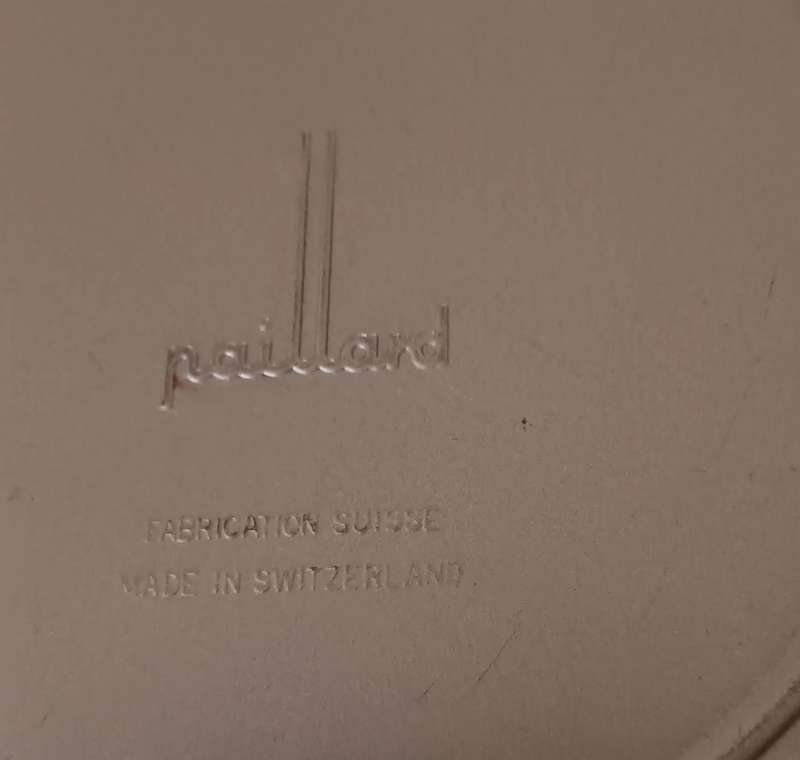 paillard
FABRICATION SUISSE
MADE IN SWITZERLAND